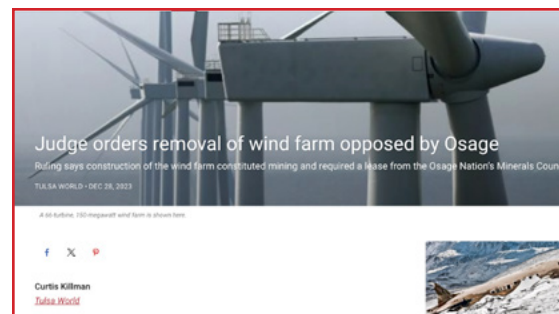 Judge orders removal of wind farm opposed by Osage
Ruling says construction of the wind farm constituted mining and required a lease from the Osage Nation's Minerals Coun
TULSA WORLD • DEC 28, 2023
A 66-turbine, 150-megawatt wind farm is shown here.
Curtis Killman
Tulsa World